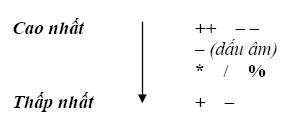 Cao nhất ++ – –
– (dấu âm)
* / %
Thấp nhất + –